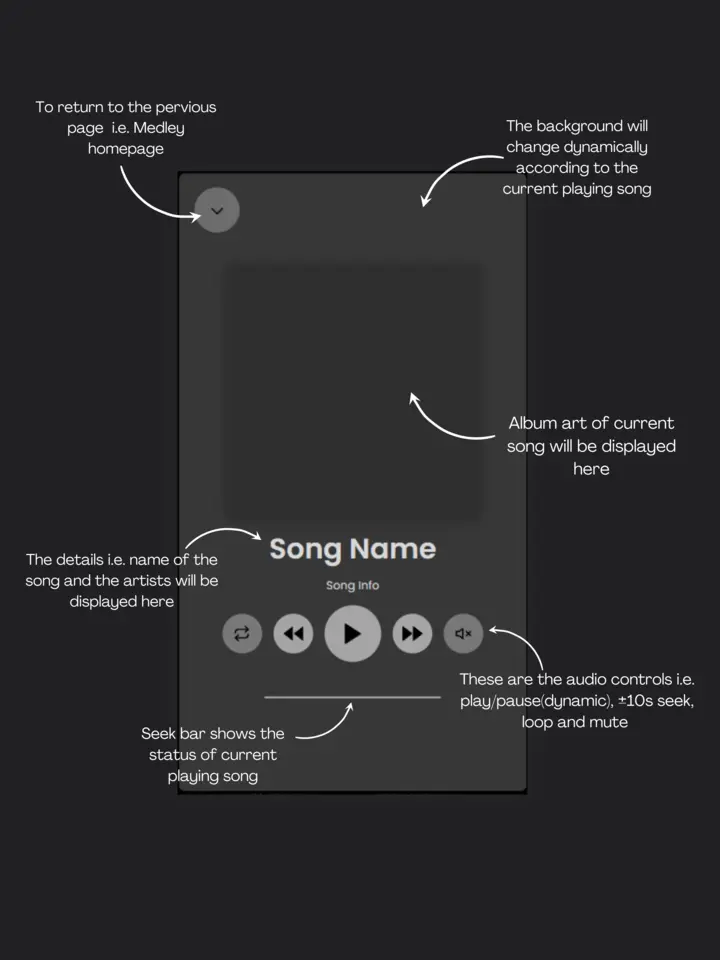 To return to the pervious
page i.e. Medley
homepage
The background will
change dynamically
according to the
current playing song
Album art of current
song will be displayed
here
The details i.e. name of the
song and the artists will be
displayed here
Song Name
Song Info
These are the audio controls i.e.
play/pause(dynamic), ±10s seek,
loop and mute
Seek bar shows the
status of current
playing song